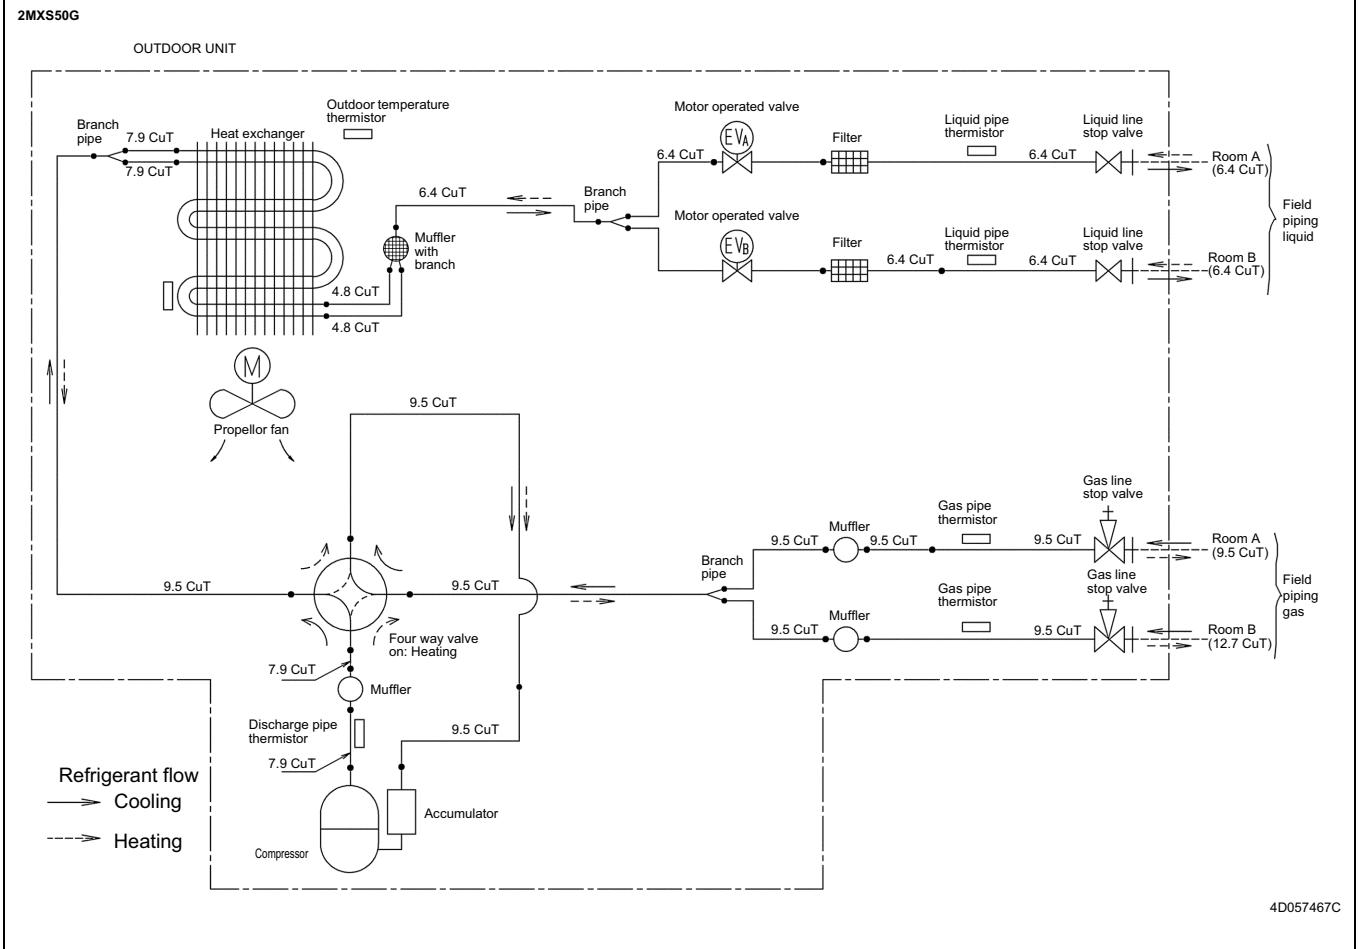 2MXS50G
OUTDOOR UNIT
Branch
pipe
7.9 CuT
7.9 CuT
Heat exchanger
Outdoor temperature
thermistor
6.4 CuT
Muffler
with
branch
4.8 CuT
4.8 CuT
Branch
pipe
Motor operated valve
EVA
6.4 CuT
Filter
Liquid pipe
thermistor
6.4 CuT
Liquid line
stop valve
Room A
(6.4 CuT)
Motor operated valve
EVB
Filter
6.4 CuT
Liquid pipe
thermistor
6.4 CuT
Liquid line
stop valve
Room B
(6.4 CuT)
Field
piping
liquid
M
Propellor fan
9.5 CuT
9.5 CuT
9.5 CuT
Four way valve
on: Heating
Branch
pipe
9.5 CuT
Muffler
9.5 CuT
Gas pipe
thermistor
9.5 CuT
Gas line
stop valve
Room A
(9.5 CuT)
9.5 CuT
Muffler
Gas pipe
thermistor
9.5 CuT
Gas line
stop valve
Room B
(12.7 CuT)
Field
piping
gas
7.9 CuT
Muffler
Discharge pipe
thermistor
7.9 CuT
9.5 CuT
Accumulator
Compressor
Refrigerant flow
Cooling
Heating
4D057467C